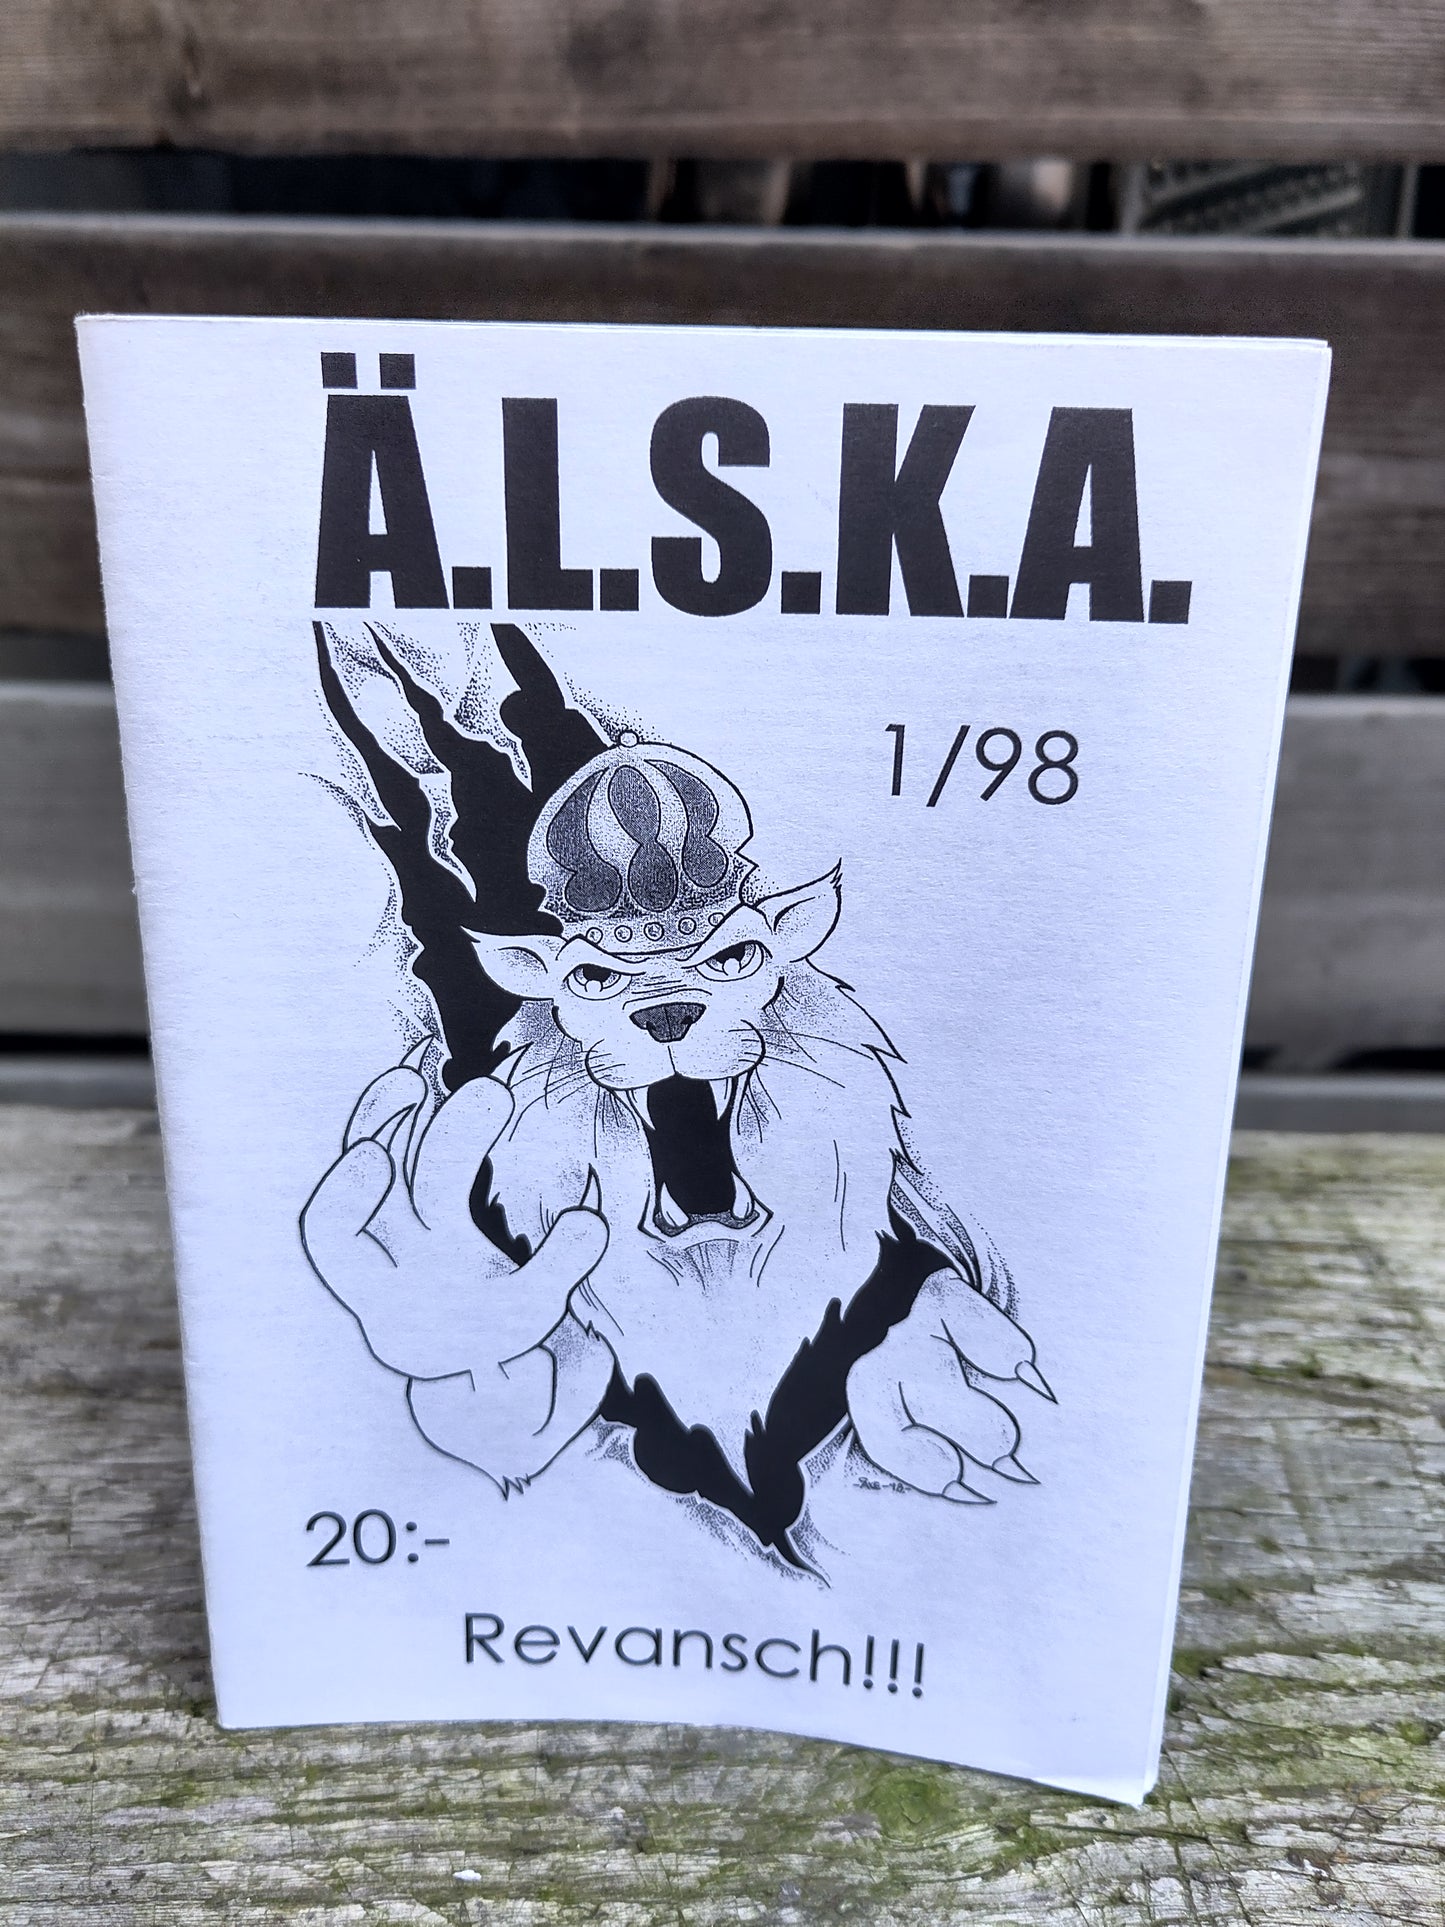 Ä.L.S.K.A.
1/98
20:-
Revansch!!!